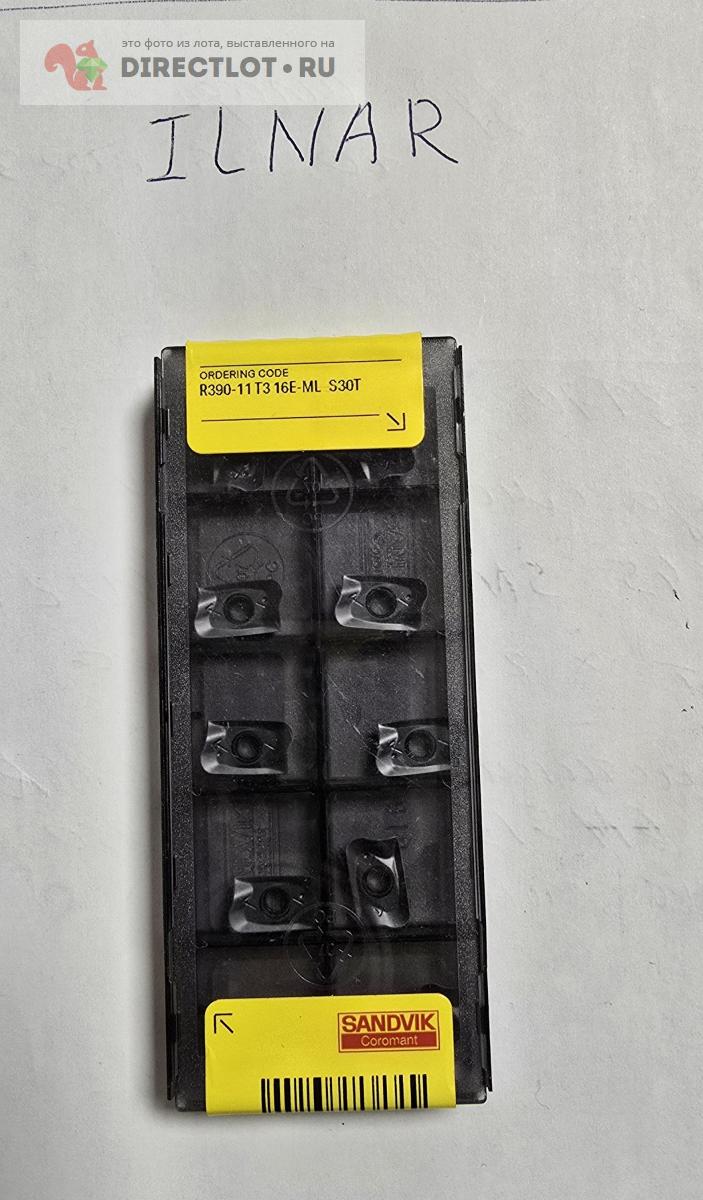 это фото из лота, выставленного на
DIRECTLOT•RU
ILNAR
ORDERING CODE
R390-11 T3 16E-ML S30T
SANDVIK
Coromant